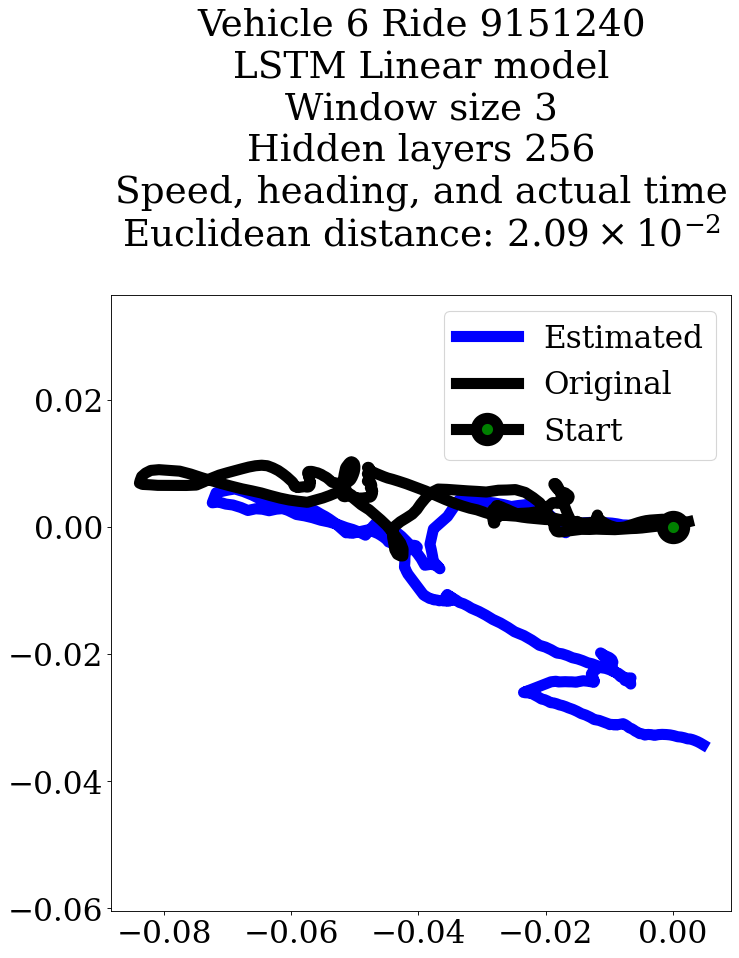 Vehicle 6 Ride 9151240
LSTM Linear model
Window size 3
Hidden layers 256
Speed, heading, and actual time
Euclidean distance: 2.09 × 10⁻²
Estimated
Original
Start
0.02
0.00
−0.02
−0.04
−0.06
−0.08 −0.06 −0.04 −0.02 0.00